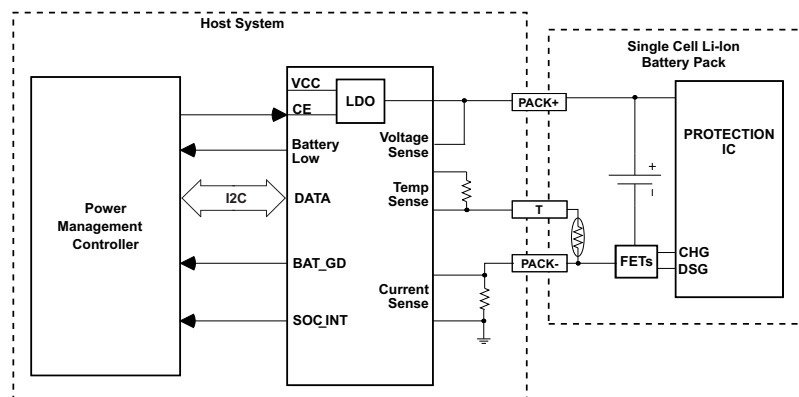 Host System
Single Cell Li-Ion
Battery Pack
Power
Management
Controller
I2C
VCC
CE
LDO
Battery
Low
DATA
BAT_GD
SOC_INT
Voltage
Sense
Temp
Sense
Current
Sense
PACK+
T
PACK-
+
–
FETs
CHG
DSG
PROTECTION
IC